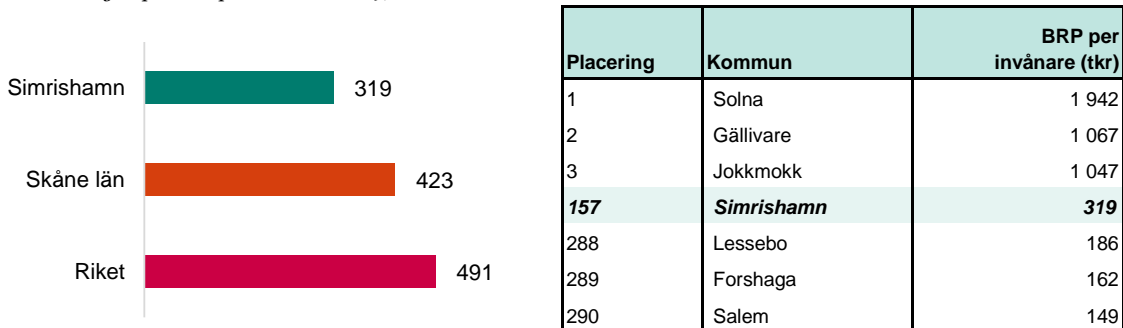 Simrishamn 319
Skåne län 423
Riket 491
Placering Kommun BRP per invånare (tkr)
1 Solna 1 942
2 Gällivare 1 067
3 Jokkmokk 1 047
157 Simrishamn 319
288 Lessebo 186
289 Forshaga 162
290 Salem 149